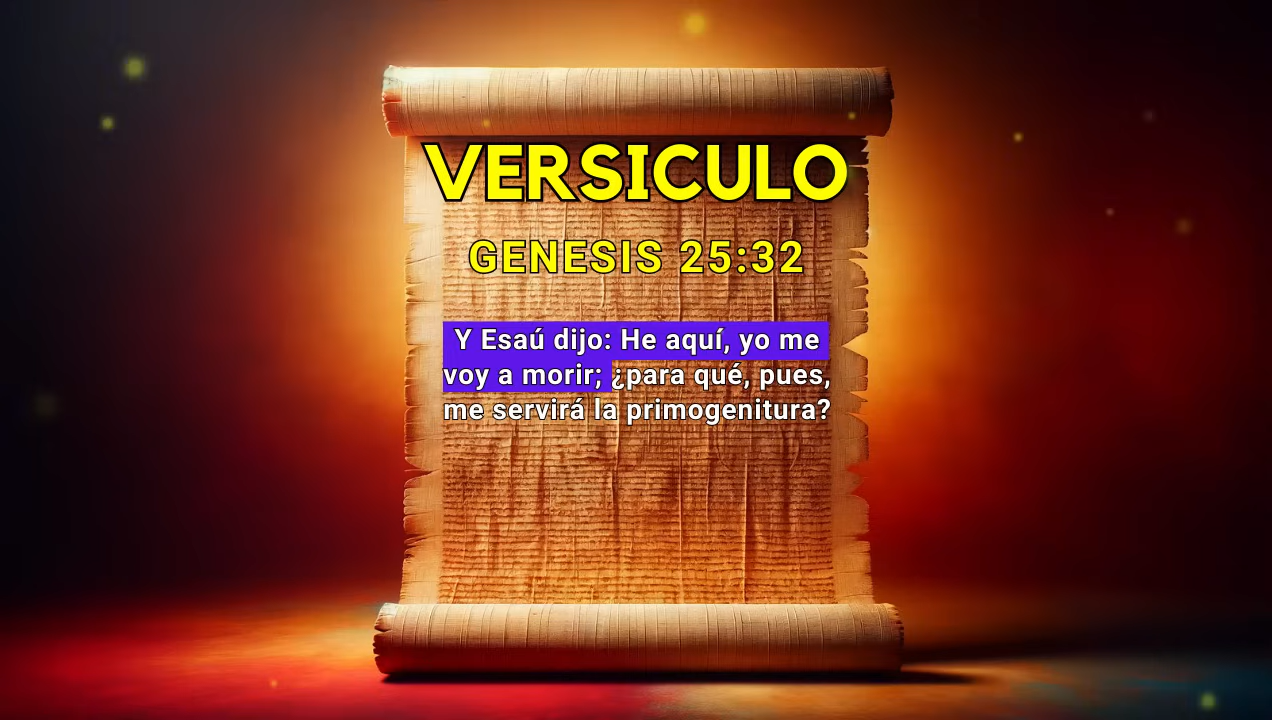 VERSICULO
GENESIS 25:32
Y Esaú dijo: He aquí, yo me
voy a morir; ¿para qué, pues,
me servirá la primogenitura?